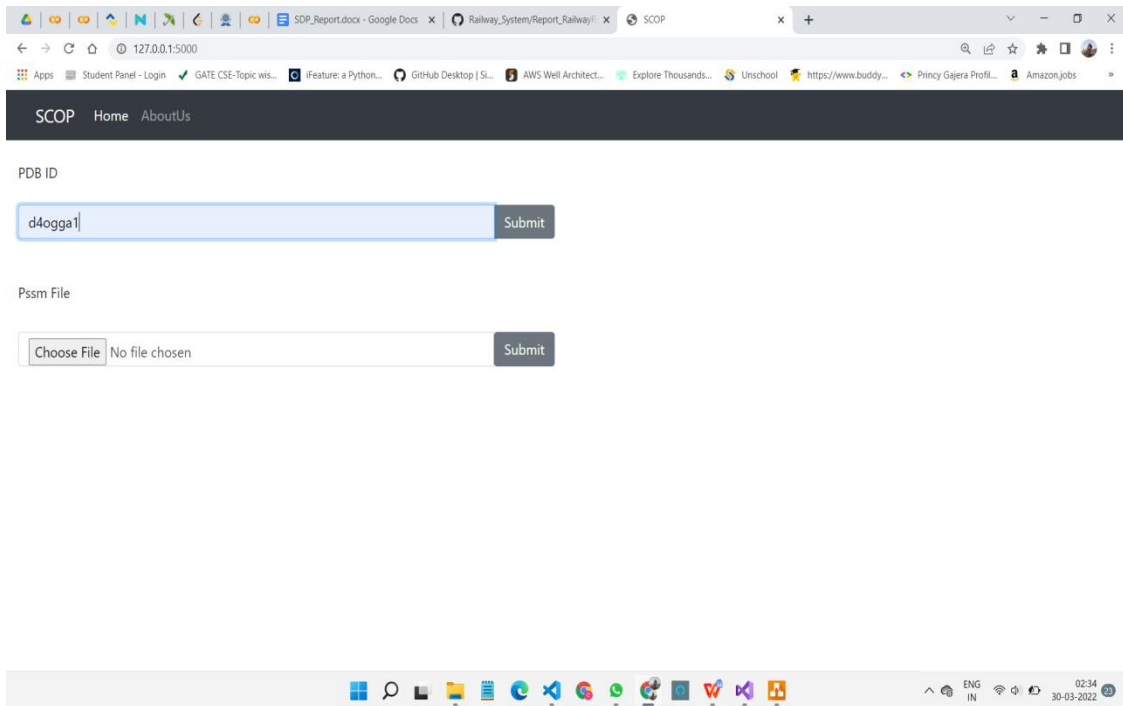 SDP_Report.docx - Google Docs
Railway_System/Report_RailwayR
SCOP
127.0.0.1:5000
Apps Student Panel - Login GATE CSE-Topic wis... iFeature: a Python... GitHub Desktop | Si... AWS Well Architect... Explore Thousands... Unschool https://www.buddy... Princy Gajera Profil... Amazon.jobs »
SCOP Home AboutUs
PDB ID
d4ogga1 Submit
Pssm File
Choose File No file chosen Submit
ENG
IN
02:34
30-03-2022
23